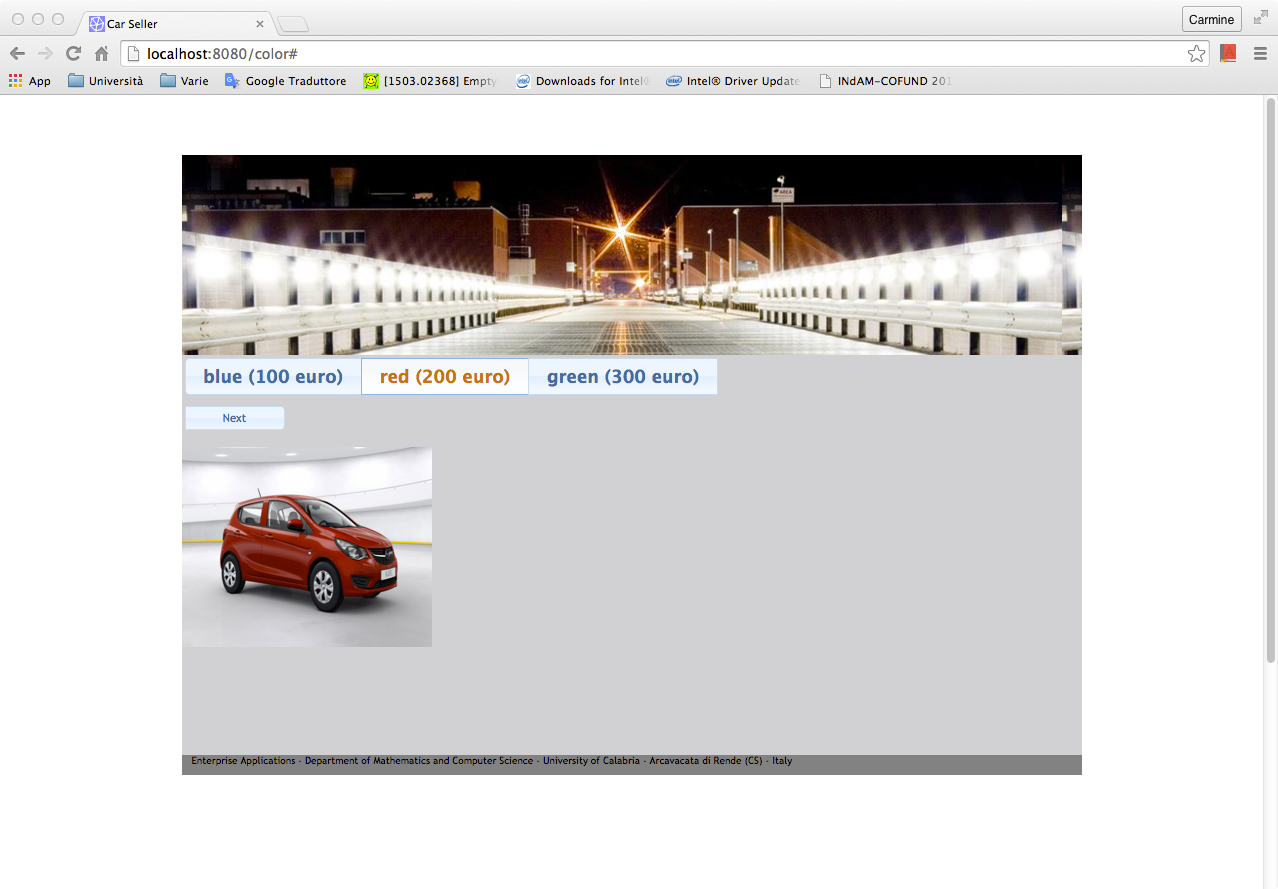 Car Seller
Carmine
localhost:8080/color#
App Università Varie Google Traduttore [1503.02368] Empty Downloads for Intel® Intel® Driver Update INdAM-COFUND 201
AREA
blue (100 euro) red (200 euro) green (300 euro)
Next
Enterprise Applications - Department of Mathematics and Computer Science - University of Calabria - Arcavacata di Rende (CS) - Italy